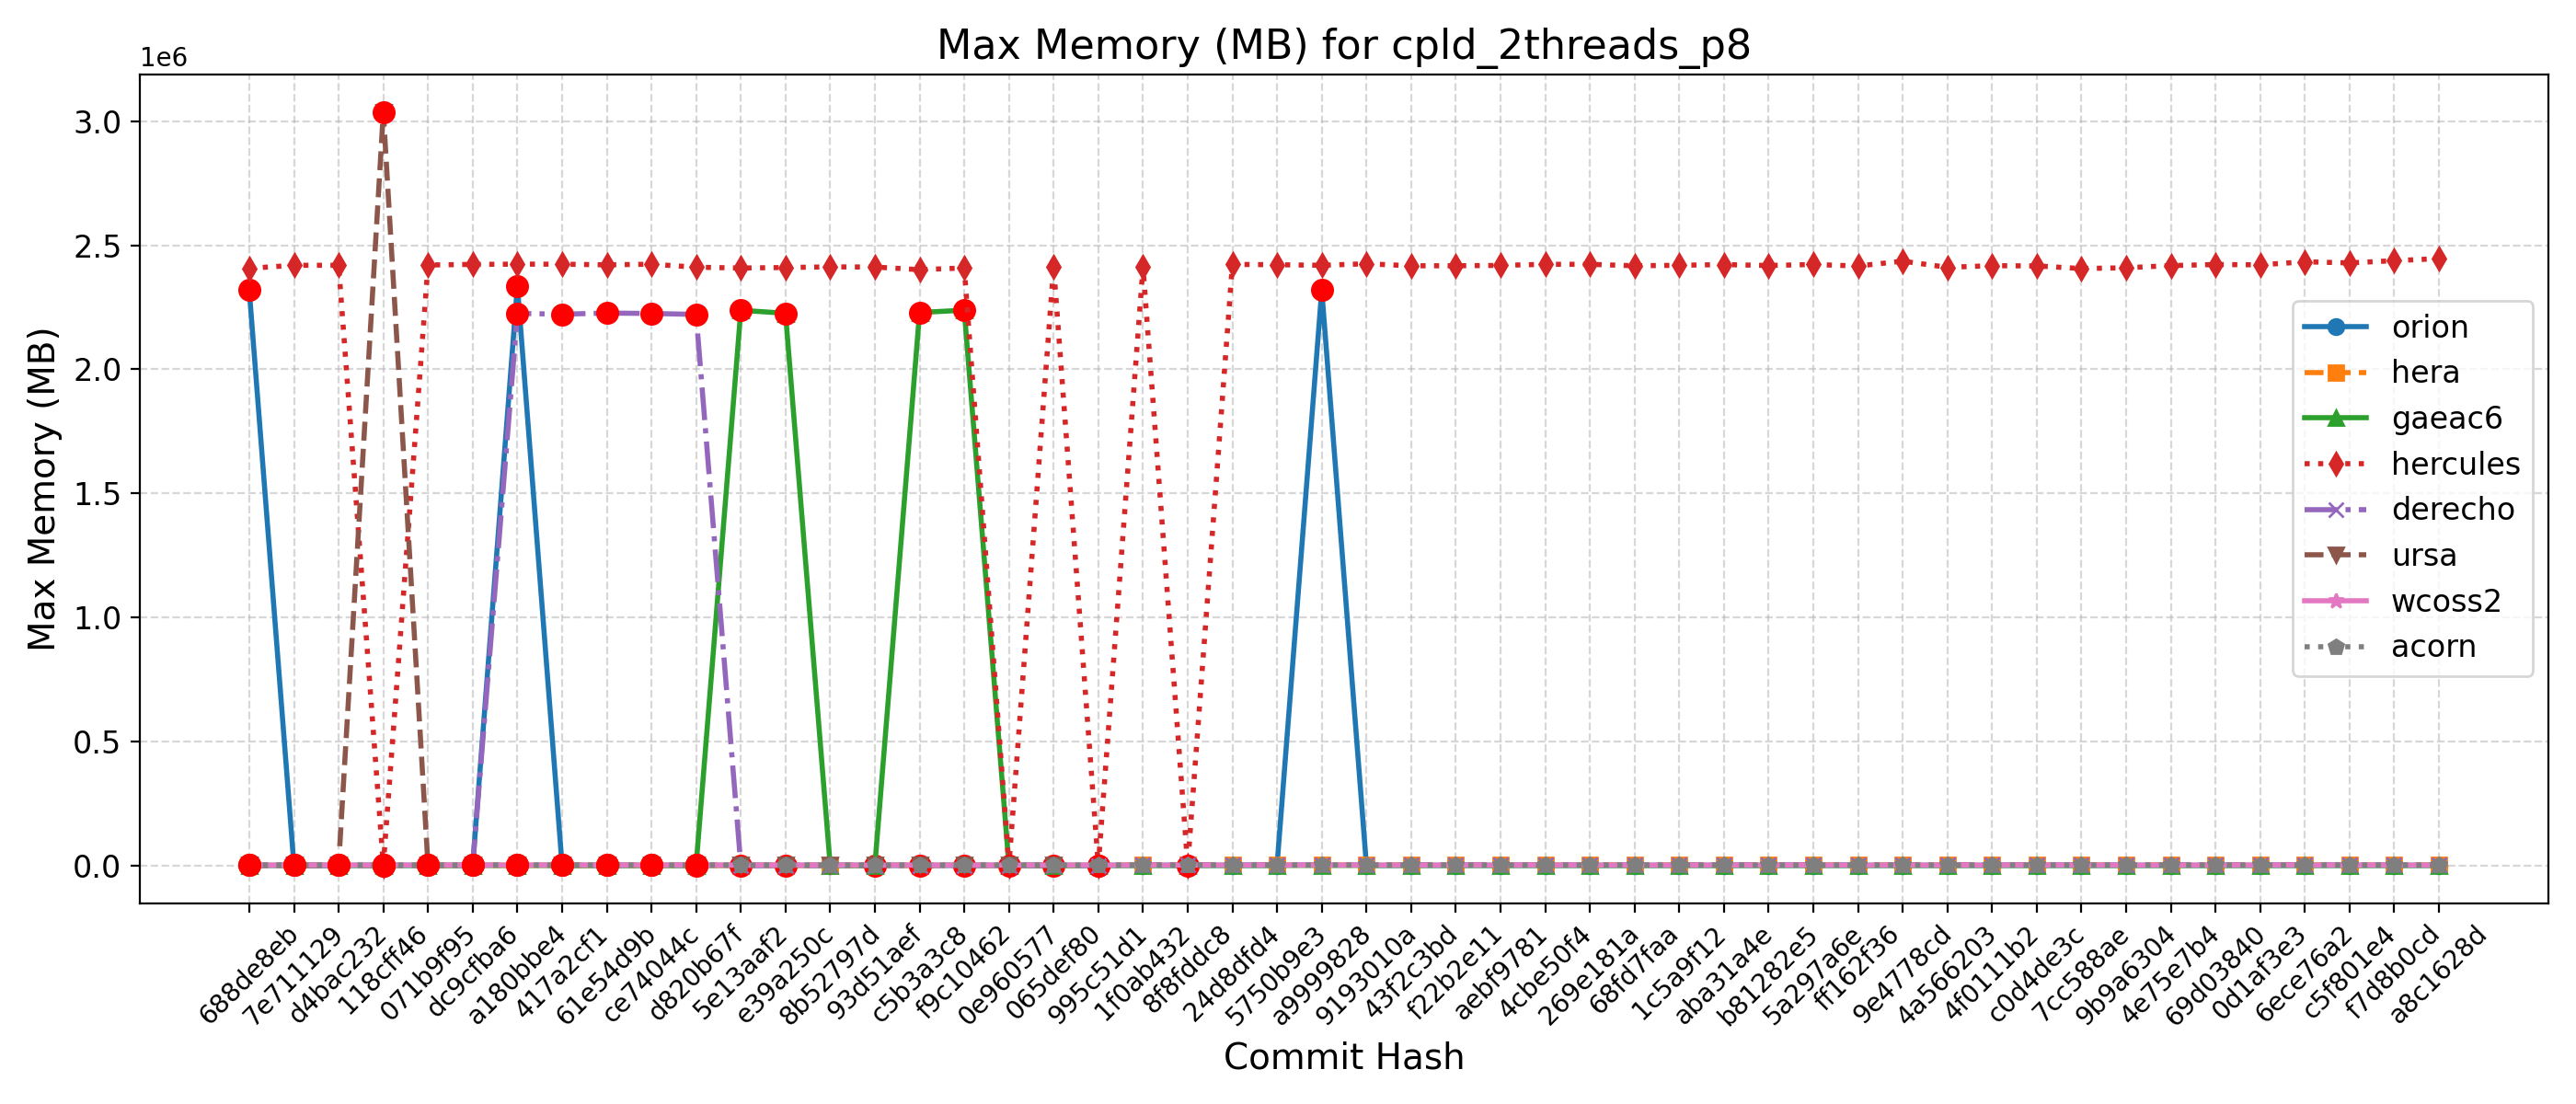 Max Memory (MB) for cpld_2threads_p8
1e6
3.0
2.5
2.0
1.5
1.0
0.5
0.0
Max Memory (MB)
orion
hera
gaeac6
hercules
derecho
ursa
wcoss2
acorn
688de8eb
7e711129
d4bac232
118cff46
071b9f95
dc9cfba6
a180bbe4
417a2cf1
61e54d9b
ce74044c
d820b67f
5e13aaf2
e39a250c
8b52797d
93d51aef
c5b3a3c8
f9c10462
0e960577
065def80
995c51d1
1f0ab432
8f8fddc8
24d8dfd4
5750b9e3
a9999828
9193010a
43f2c3bd
f22b2e11
aebf9781
4cbe50f4
269e181a
68fd7faa
1c5a9f12
aba31a4e
b81282e5
5a297a6e
ff162f36
9e4778cd
4a566203
4f0111b2
c0d4de3c
7cc588ae
9b9a6304
4e75e7b4
69d03840
0d1af3e3
6ece76a2
c5f801e4
f7d8b0cd
a8c1628d
Commit Hash